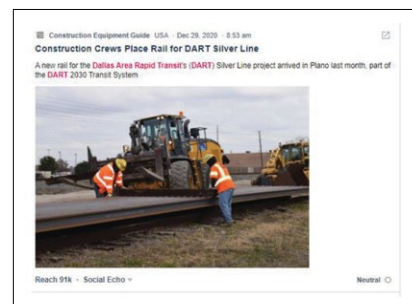 Construction Equipment Guide USA · Dec 29, 2020 · 8:53 am
Construction Crews Place Rail for DART Silver Line
A new rail for the Dallas Area Rapid Transit's (DART) Silver Line project arrived in Plano last month, part of
the DART 2030 Transit System
Reach 91k · Social Echo
Neutral